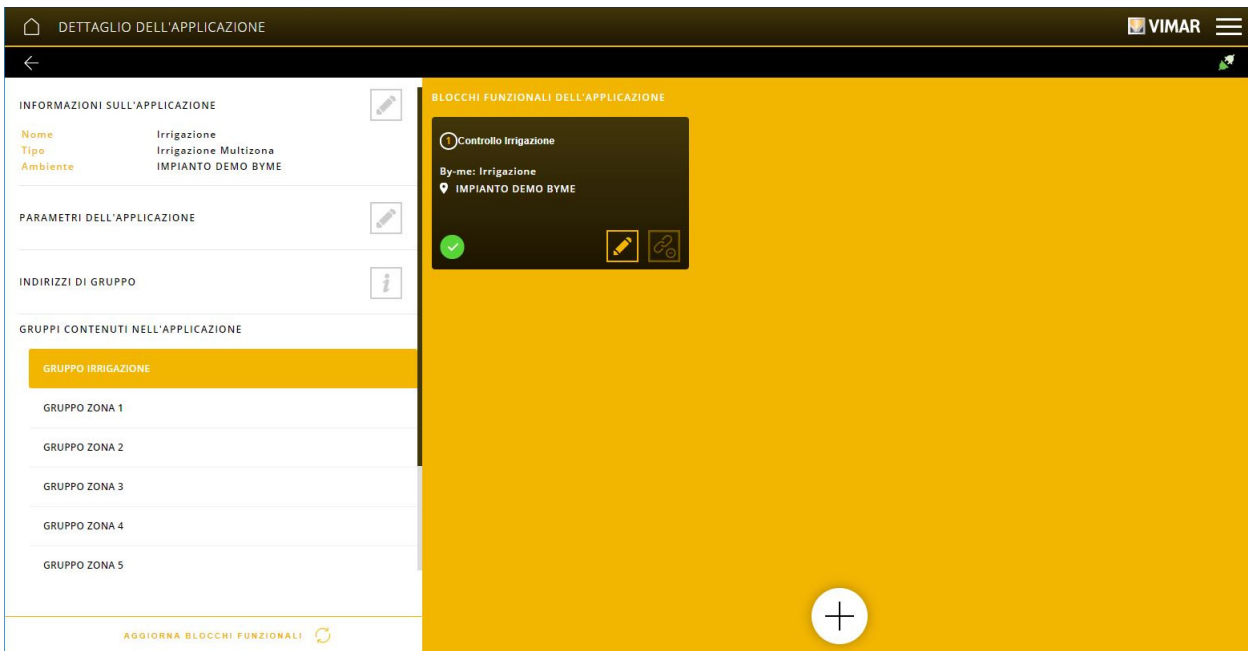 DETTAGLIO DELL'APPLICAZIONE
VIMAR
INFORMAZIONI SULL'APPLICAZIONE
Nome Irrigazione
Tipo Irrigazione Multizona
Ambiente IMPIANTO DEMO BYME
PARAMETRI DELL'APPLICAZIONE
INDIRIZZI DI GRUPPO
i
GRUPPI CONTENUTI NELL'APPLICAZIONE
GRUPPO IRRIGAZIONE
GRUPPO ZONA 1
GRUPPO ZONA 2
GRUPPO ZONA 3
GRUPPO ZONA 4
GRUPPO ZONA 5
AGGIORNA BLOCCHI FUNZIONALI
BLOCCHI FUNZIONALI DELL'APPLICAZIONE
1 Controllo Irrigazione
By-me: Irrigazione
IMPIANTO DEMO BYME